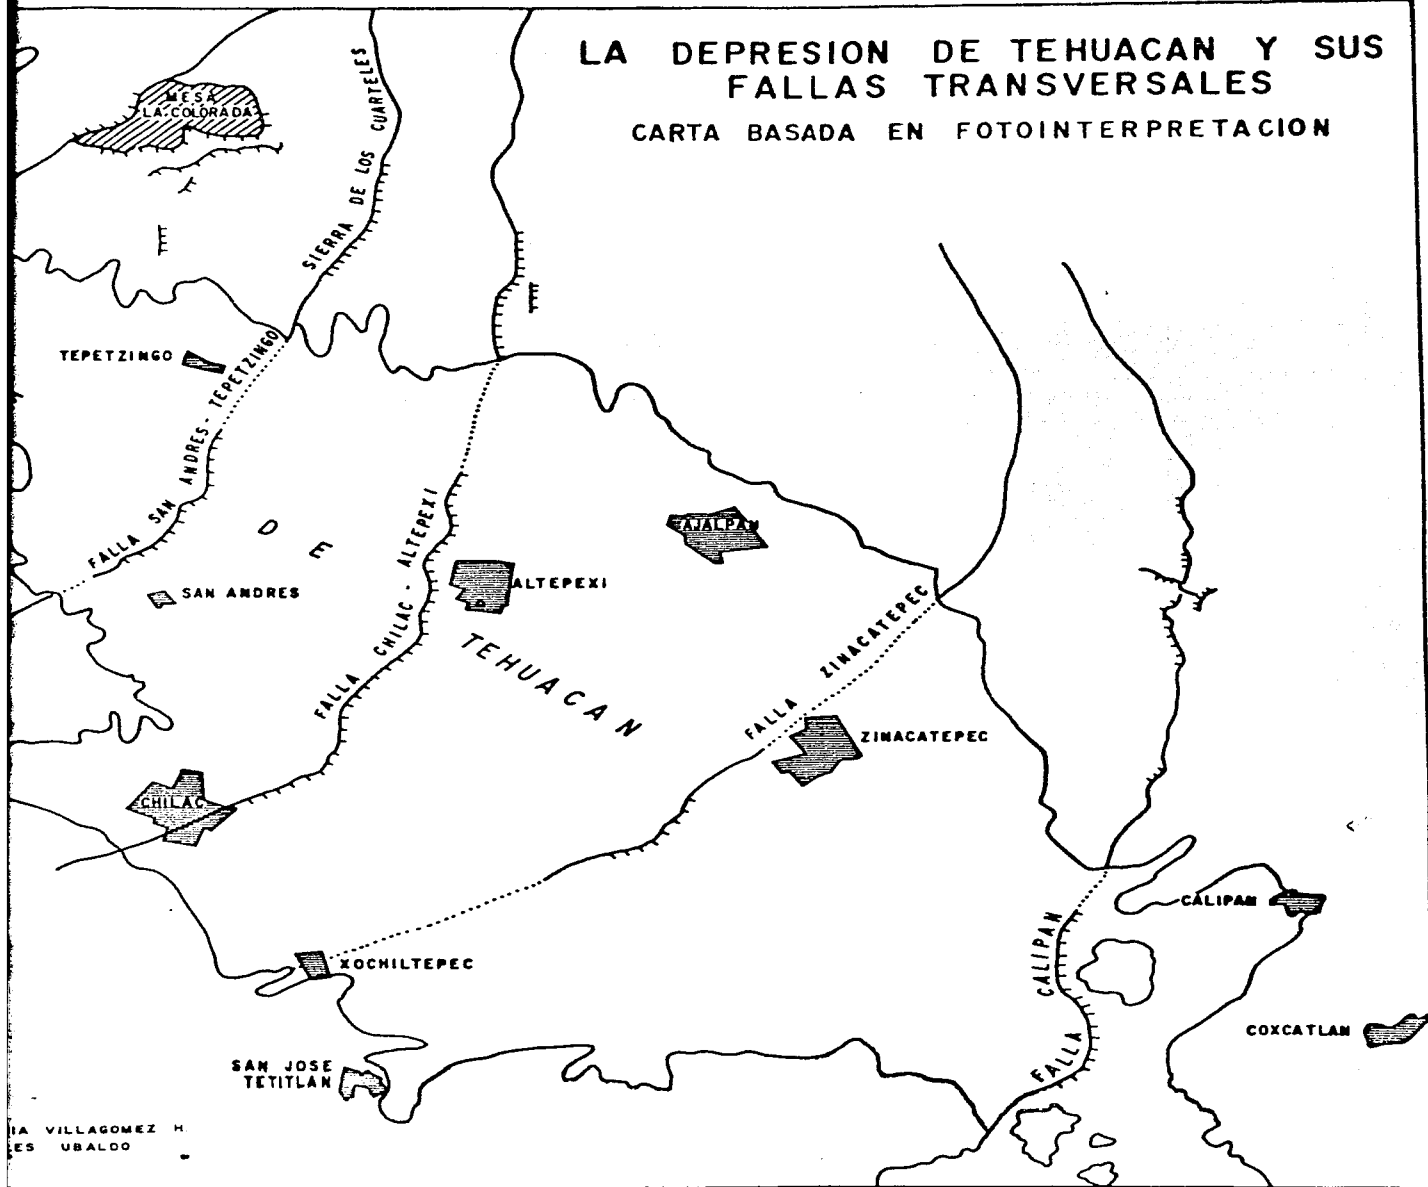 LA DEPRESION DE TEHUACAN Y SUS
FALLAS TRANSVERSALES
CARTA BASADA EN FOTOINTERPRETACION
MESA
LA COLORADA
SIERRA DE LOS CUARTELES
TEPETZINGO
FALLA SAN ANDRES - TEPETZINGO
SAN ANDRES
DE
TEHUACAN
FALLA CHILAC - ALTEPEXI
ALTEPEXI
AJALPAN
FALLA ZINACATEPEC
ZINACATEPEC
CHILAC
XOCHILTEPEC
SAN JOSE
TETITLAN
FALLA CALIPAN
CALIPAN
COXCATLAN
IA VILLAGOMEZ H.
ES UBALDO